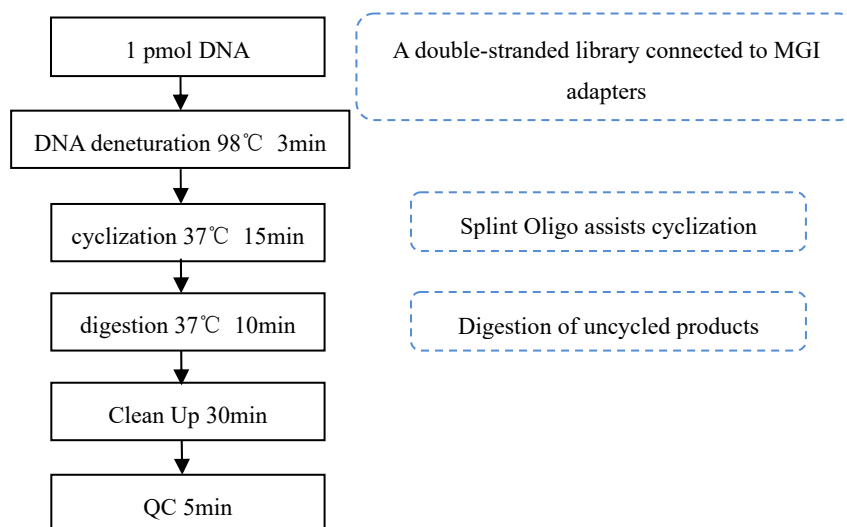 1 pmol DNA
A double-stranded library connected to MGI
adapters
DNA deneturation 98℃ 3min
cyclization 37℃ 15min
Splint Oligo assists cyclization
digestion 37℃ 10min
Digestion of uncycled products
Clean Up 30min
QC 5min